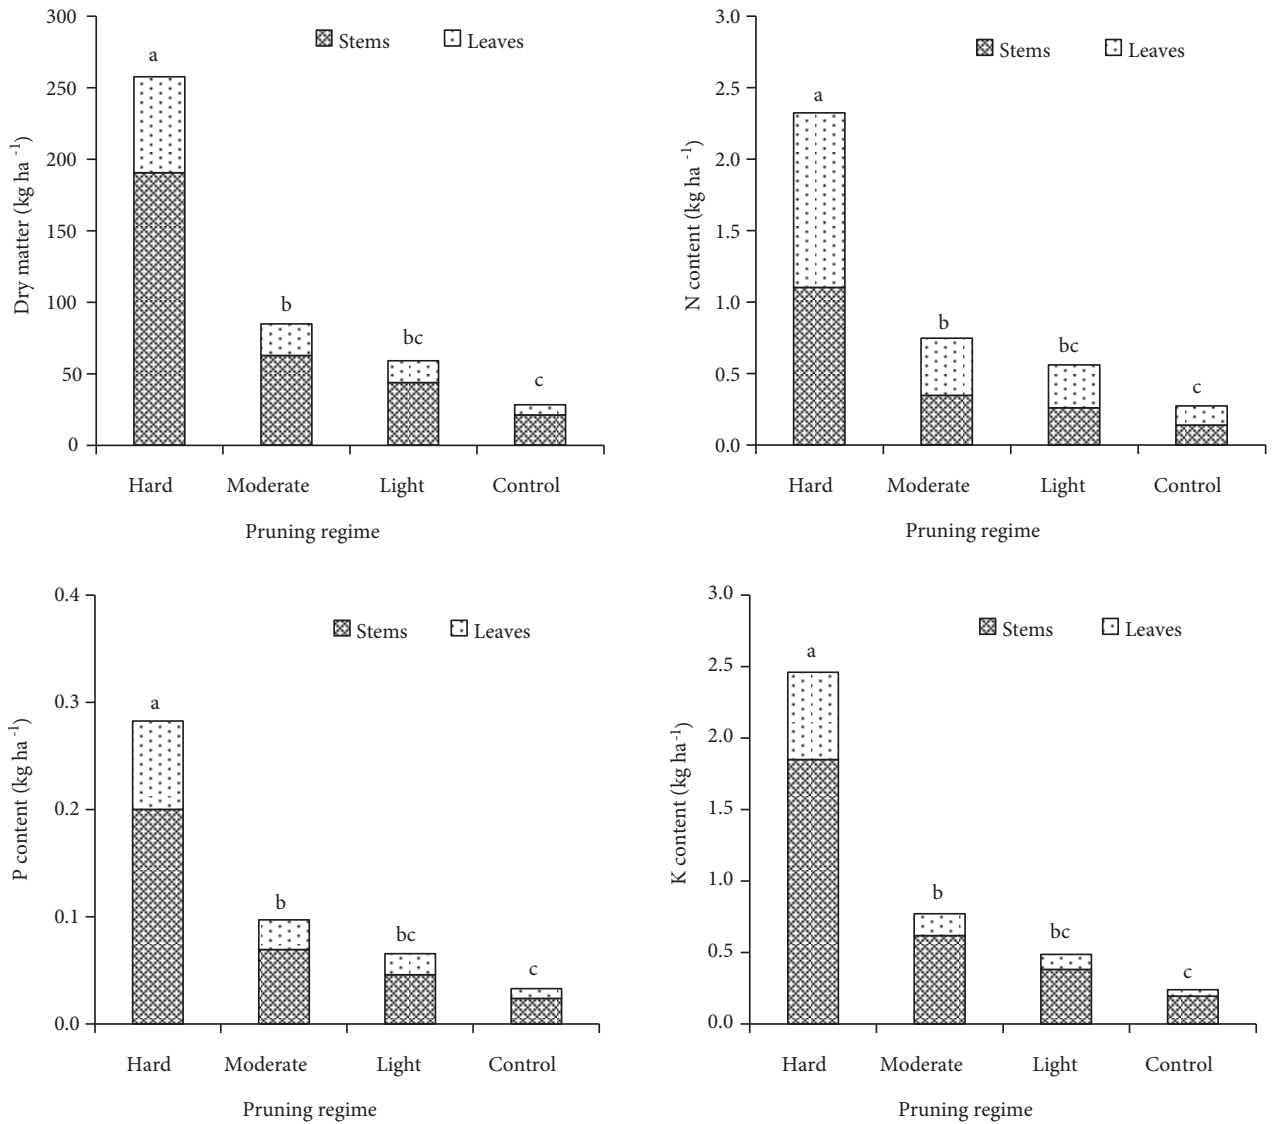 300
250
200
150
100
50
0
Dry matter (kg ha -1)
Stems Leaves
a
b
bc
c
Hard Moderate Light Control
Pruning regime
3.0
2.5
2.0
1.5
1.0
0.5
0.0
N content (kg ha -1)
Stems Leaves
a
b
bc
c
Hard Moderate Light Control
Pruning regime
0.4
0.3
0.2
0.1
0.0
P content (kg ha -1)
Stems Leaves
a
b
bc
c
Hard Moderate Light Control
Pruning regime
3.0
2.5
2.0
1.5
1.0
0.5
0.0
K content (kg ha-1)
Stems Leaves
a
b
bc
c
Hard Moderate Light Control
Pruning regime